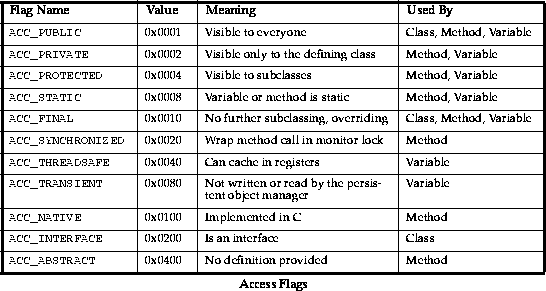 Flag Name Value Meaning Used By
ACC_PUBLIC 0x0001 Visible to everyone Class, Method, Variable
ACC_PRIVATE 0x0002 Visible only to the defining class Method, Variable
ACC_PROTECTED 0x0004 Visible to subclasses Method, Variable
ACC_STATIC 0x0008 Variable or method is static Method, Variable
ACC_FINAL 0x0010 No further subclassing, overriding Class, Method, Variable
ACC_SYNCHRONIZED 0x0020 Wrap method call in monitor lock Method
ACC_THREADSAFE 0x0040 Can cache in registers Variable
ACC_TRANSIENT 0x0080 Not written or read by the persis- Variable
tent object manager
ACC_NATIVE 0x0100 Implemented in C Method
ACC_INTERFACE 0x0200 Is an interface Class
ACC_ABSTRACT 0x0400 No definition provided Method
Access Flags